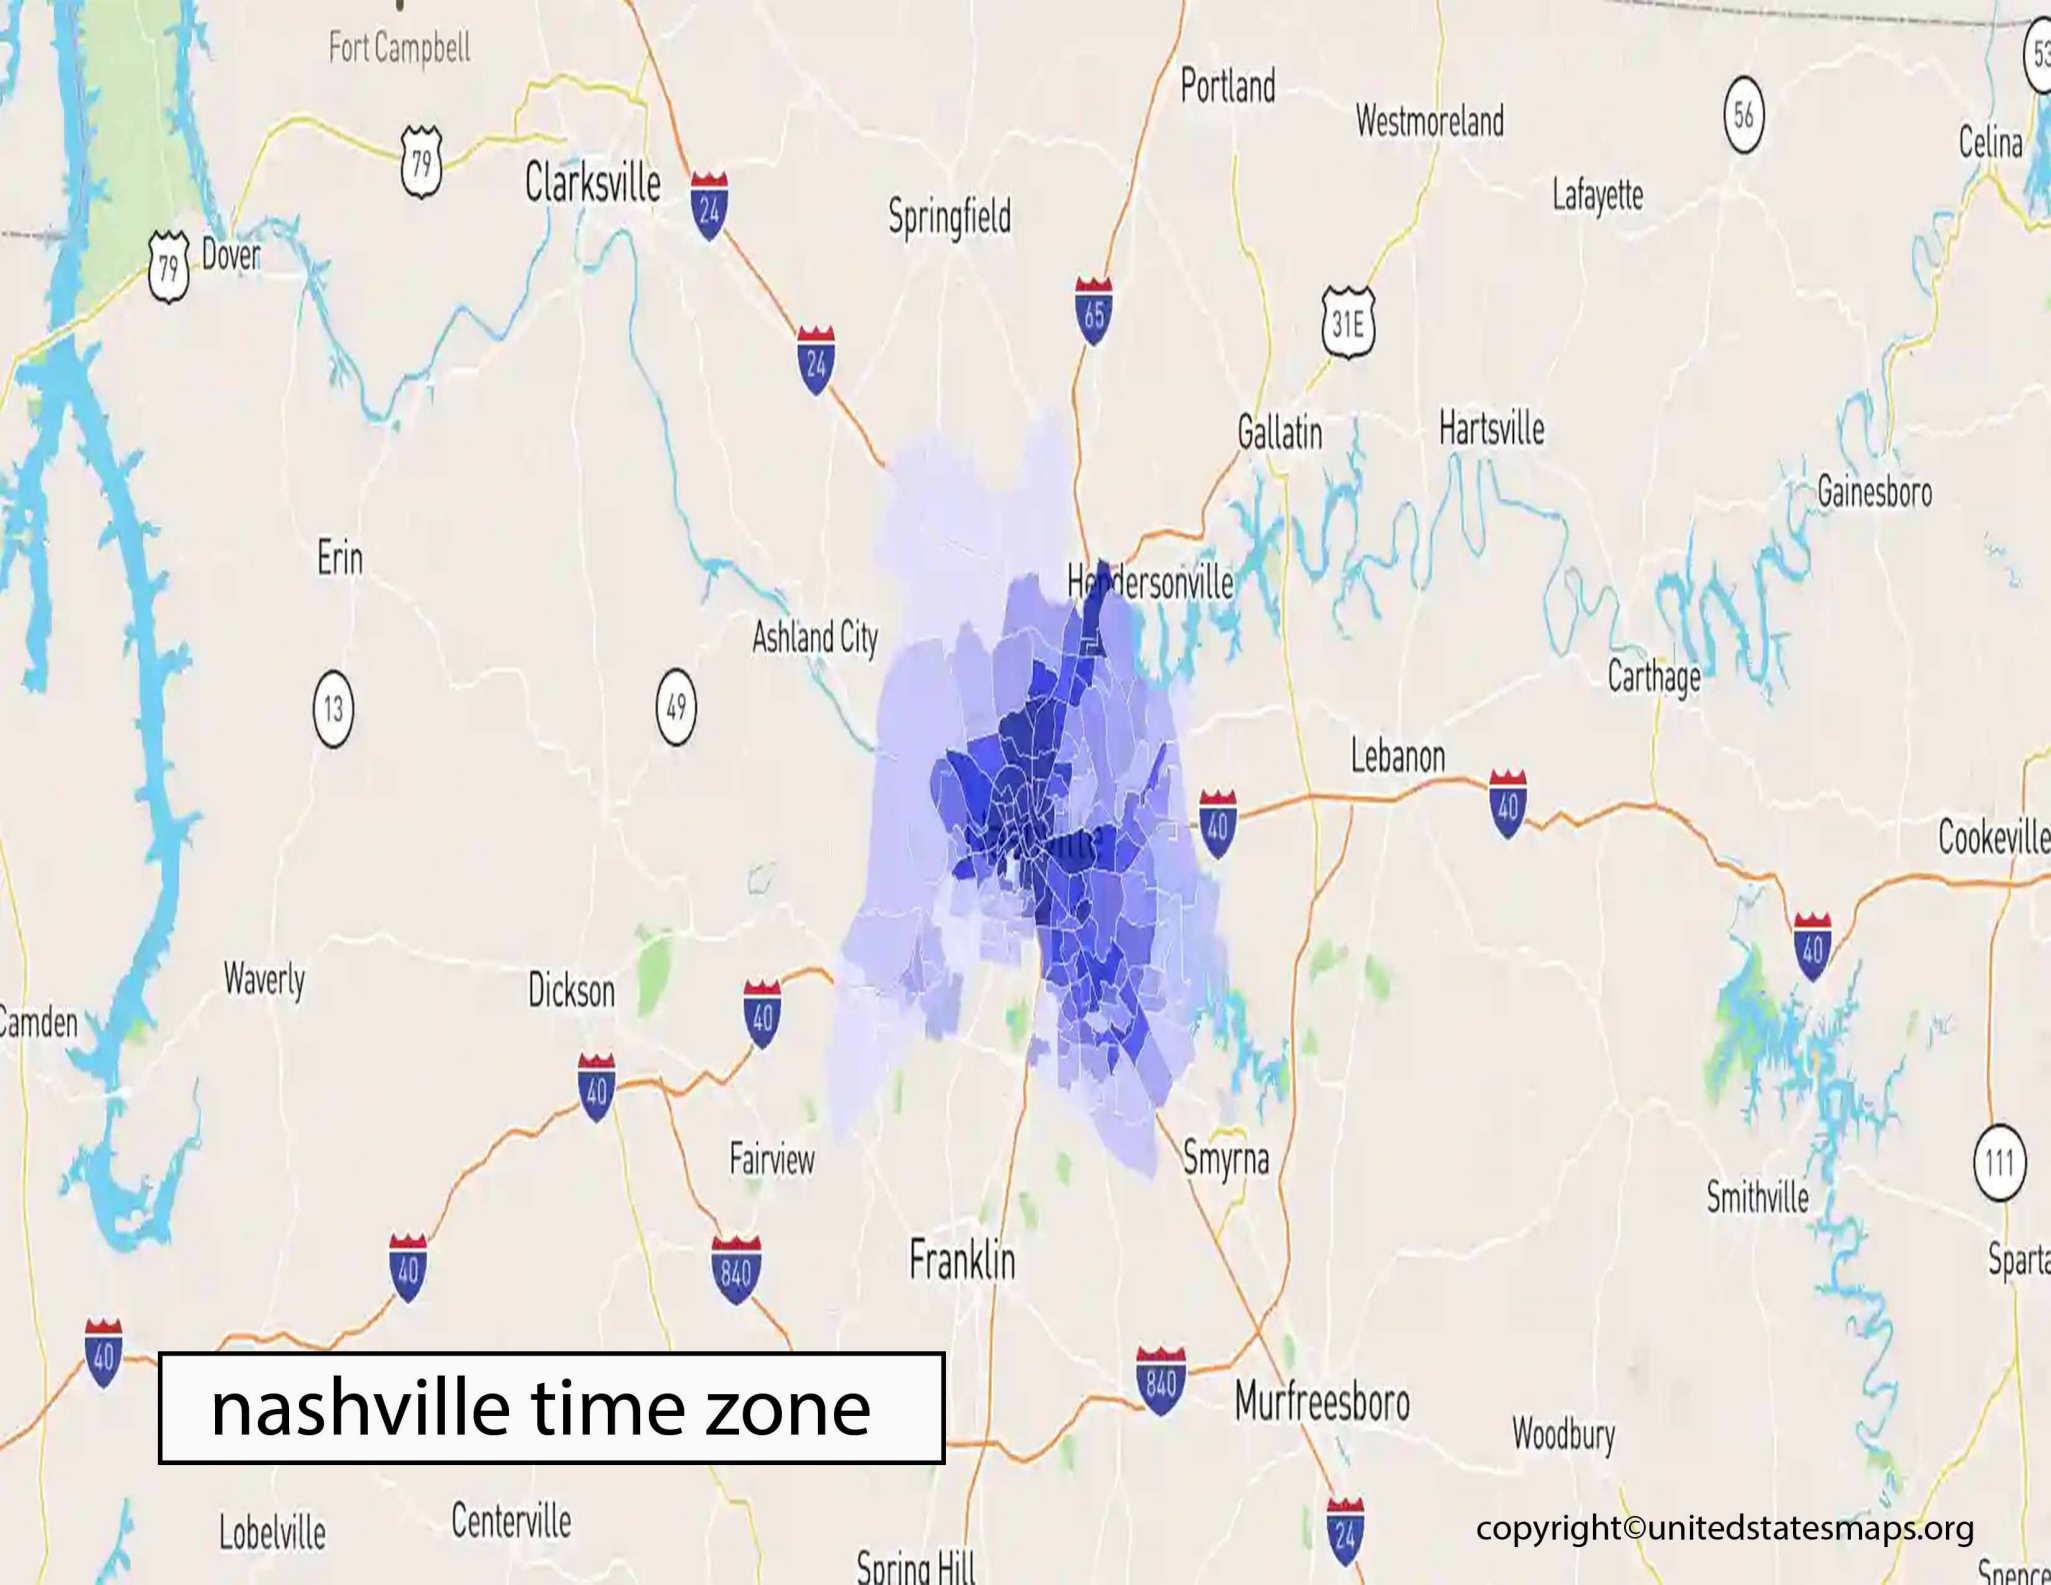 Fort Campbell
53
Portland
56
Westmoreland
Celina
79
Clarksville
24
Lafayette
Springfield
79
Dover
65
31E
24
Gallatin
Hartsville
Gainesboro
Erin
Hendersonville
Ashland City
Carthage
13
49
Lebanon
40
40
Cookeville
40
Waverly
Dickson
40
Camden
40
Fairview
Smyrna
111
Smithville
Sparta
Franklin
40
840
40
840
nashville time zone
Murfreesboro
Woodbury
Lobelville
Centerville
24
copyright©unitedstatesmaps.org
Spring Hill
Spence